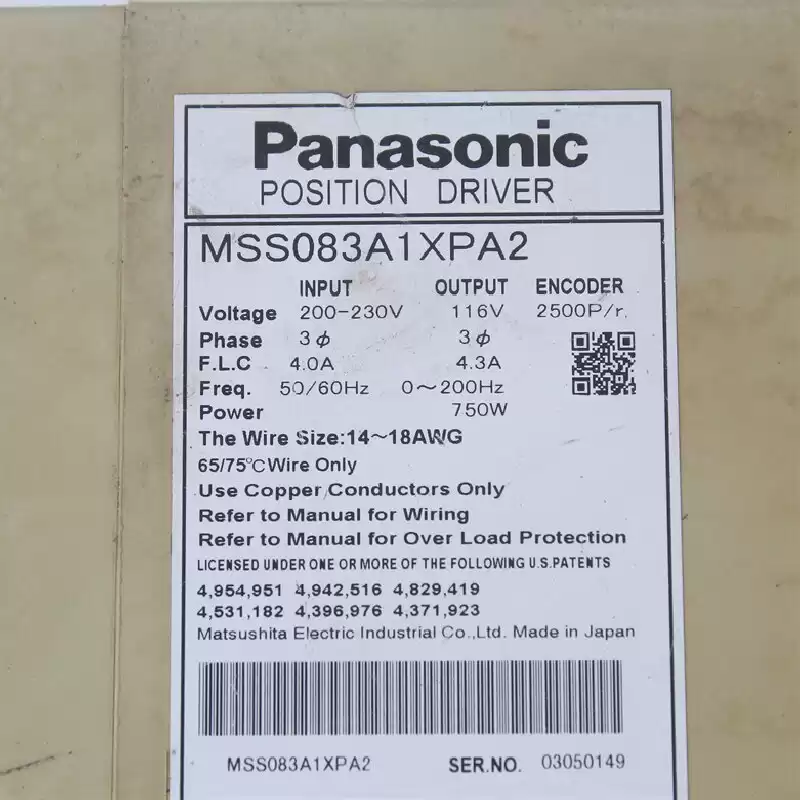 Panasonic
POSITION DRIVER
MSS083A1XPA2
INPUT OUTPUT ENCODER
Voltage 200-230V 116V 2500P/r.
Phase 3ϕ 3ϕ
F.L.C 4.0A 4.3A
Freq. 50/60Hz 0~200Hz
Power 750W
The Wire Size:14~18AWG
65/75°C Wire Only
Use Copper Conductors Only
Refer to Manual for Wiring
Refer to Manual for Over Load Protection
LICENSED UNDER ONE OR MORE OF THE FOLLOWING U.S.PATENTS
4,954,951 4,942,516 4,829,419
4,531,182 4,396,976 4,371,923
Matsushita Electric Industrial Co.,Ltd. Made in Japan
MSS083A1XPA2 SER.NO. 03050149